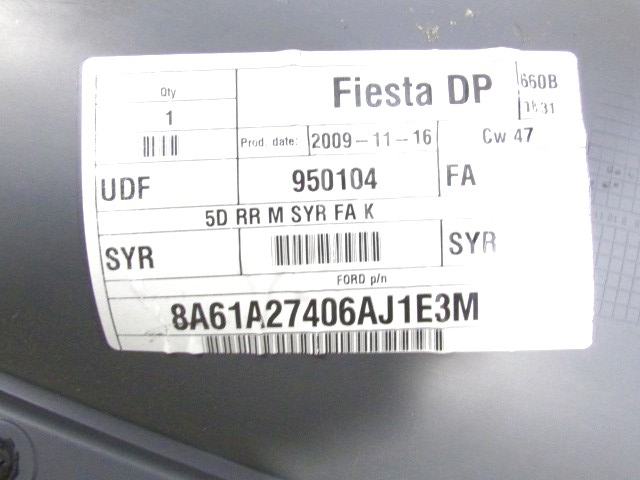 Qty
1
Fiesta DP
660B
Prod. date: 2009-11-16
Cw 47
UDF
950104
FA
5D RR M SYR FA K
SYR
SYR
FORD p/n
8A61A27406AJ1E3M